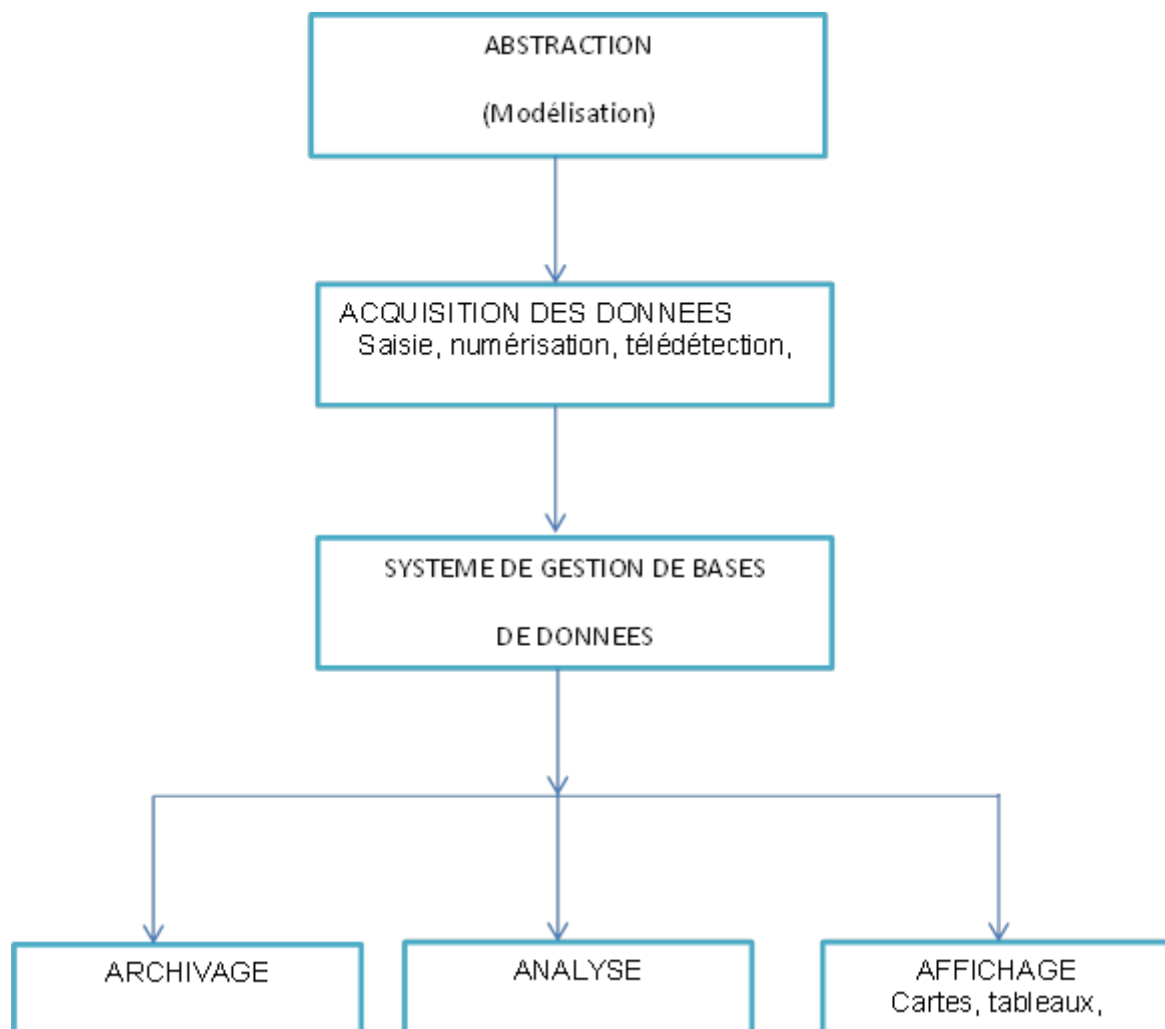 ABSTRACTION
(Modélisation)
ACQUISITION DES DONNEES
Saisie, numérisation, télédétection,
SYSTEME DE GESTION DE BASES
DE DONNEES
ARCHIVAGE
ANALYSE
AFFICHAGE
Cartes, tableaux,